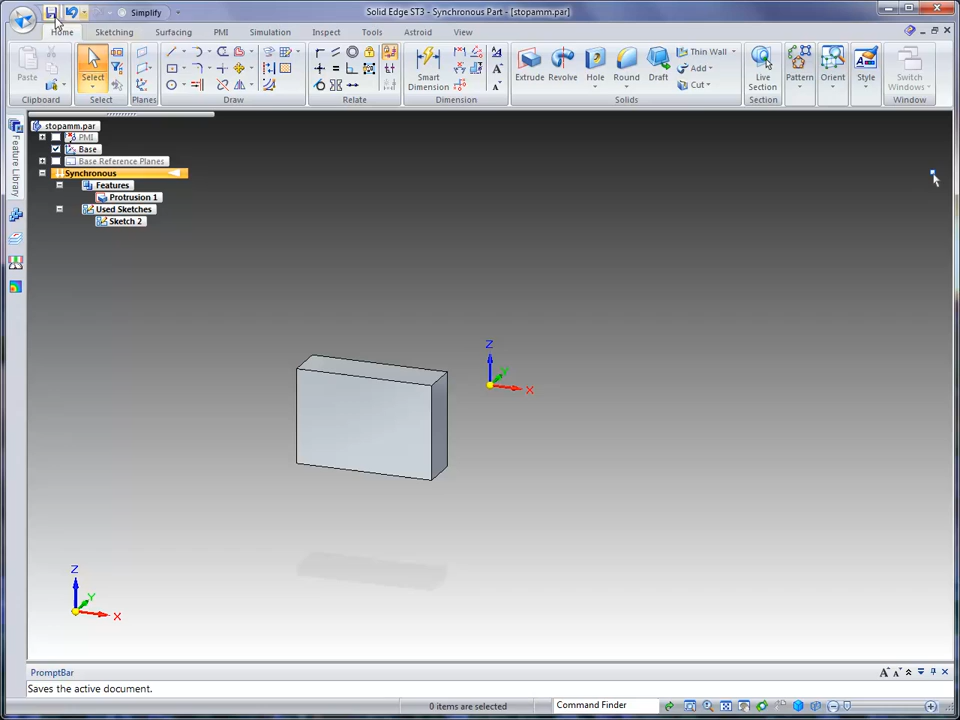 Simplify
Solid Edge ST3 - Synchronous Part - [stopamm.par]
Home Sketching Surfacing PMI Simulation Inspect Tools Astroid View
Paste
Select
Smart
Dimension
Extrude
Revolve
Hole
Round
Draft
Thin Wall
Add
Cut
Live
Section
Pattern
Orient
Style
Switch
Windows
Clipboard Select Planes Draw Relate Dimension Solids Section Window
Feature Library
stopamm.par
PMI
Base
Base Reference Planes
Synchronous
Features
Protrusion 1
Used Sketches
Sketch 2
Z
Y
X
Z
Y
X
PromptBar
Saves the active document.
0 items are selected
Command Finder